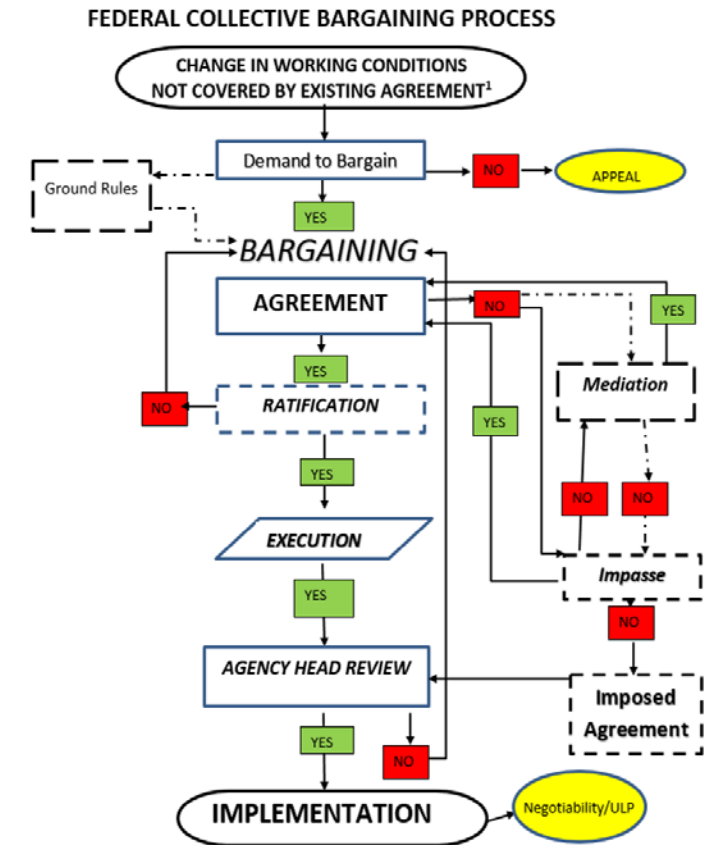 FEDERAL COLLECTIVE BARGAINING PROCESS
CHANGE IN WORKING CONDITIONS
NOT COVERED BY EXISTING AGREEMENT¹
Demand to Bargain
NO
APPEAL
Ground Rules
YES
BARGAINING
AGREEMENT
NO
YES
YES
Mediation
RATIFICATION
NO
YES
YES
NO
NO
EXECUTION
Impasse
YES
NO
AGENCY HEAD REVIEW
Imposed
Agreement
YES
NO
IMPLEMENTATION
Negotiability/ULP